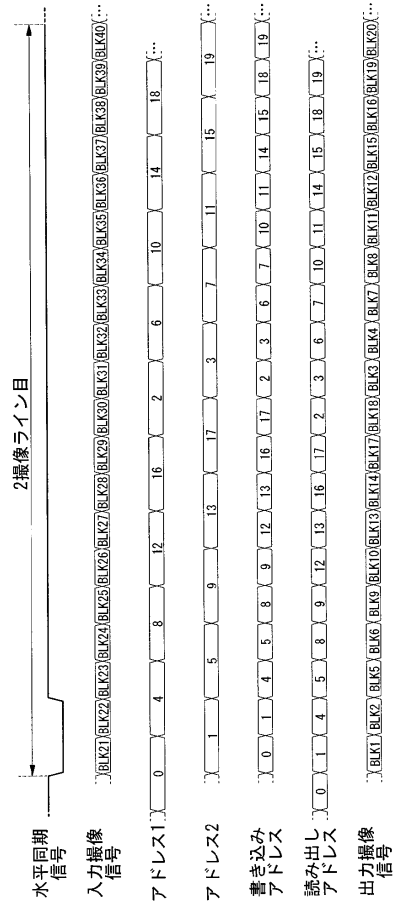 2撮像ライン目
水平同期
信号
入力撮像
信号
BLK21 BLK22 BLK23 BLK24 BLK25 BLK26 BLK27 BLK28 BLK29 BLK30 BLK31 BLK32 BLK33 BLK34 BLK35 BLK36 BLK37 BLK38 BLK39 BLK40 …
アドレス1
0 4 8 12 16 2 6 10 14 18 …
アドレス2
1 5 9 13 17 3 7 11 15 19 …
書き込み
アドレス
0 1 4 5 8 9 12 13 16 17 2 3 6 7 10 11 14 15 18 19 …
読み出し
アドレス
0 1 4 5 8 9 12 13 16 17 2 3 6 7 10 11 14 15 18 19 …
出力撮像
信号
BLK1 BLK2 BLK5 BLK6 BLK9 BLK10 BLK13 BLK14 BLK17 BLK18 BLK3 BLK4 BLK7 BLK8 BLK11 BLK12 BLK15 BLK16 BLK19 BLK20 …